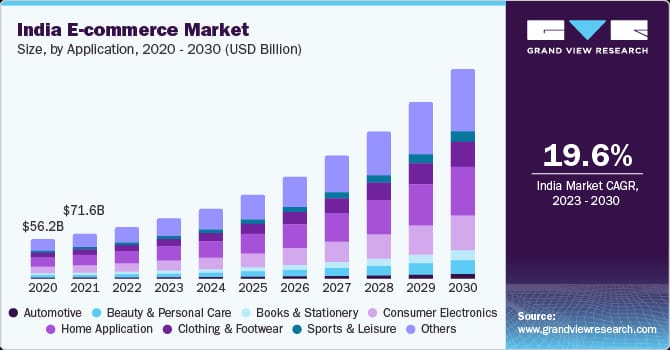 India E-commerce Market
Size, by Application, 2020 - 2030 (USD Billion)
$56.2B
$71.6B
2020 2021 2022 2023 2024 2025 2026 2027 2028 2029 2030
Automotive Beauty & Personal Care Books & Stationery Consumer Electronics
Home Application Clothing & Footwear Sports & Leisure Others
GRAND VIEW RESEARCH
19.6%
India Market CAGR,
2023 - 2030
Source:
www.grandviewresearch.com